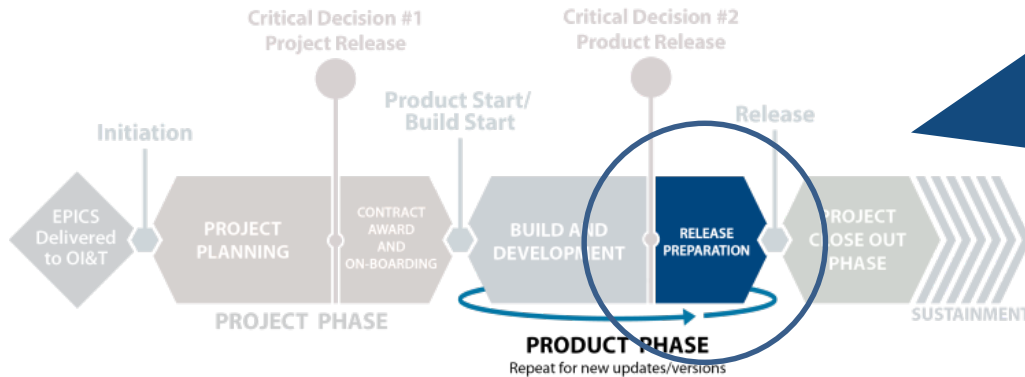 Critical Decision #1
Project Release
Critical Decision #2
Product Release
Product Start/
Build Start
Release
Initiation
EPICS
Delivered
to OI&T
PROJECT
PLANNING
CONTRACT
AWARD
AND
ON-BOARDING
BUILD AND
DEVELOPMENT
RELEASE
PREPARATION
PROJECT
CLOSE OUT
PHASE
SUSTAINMENT
PROJECT PHASE
PRODUCT PHASE
Repeat for new updates/versions